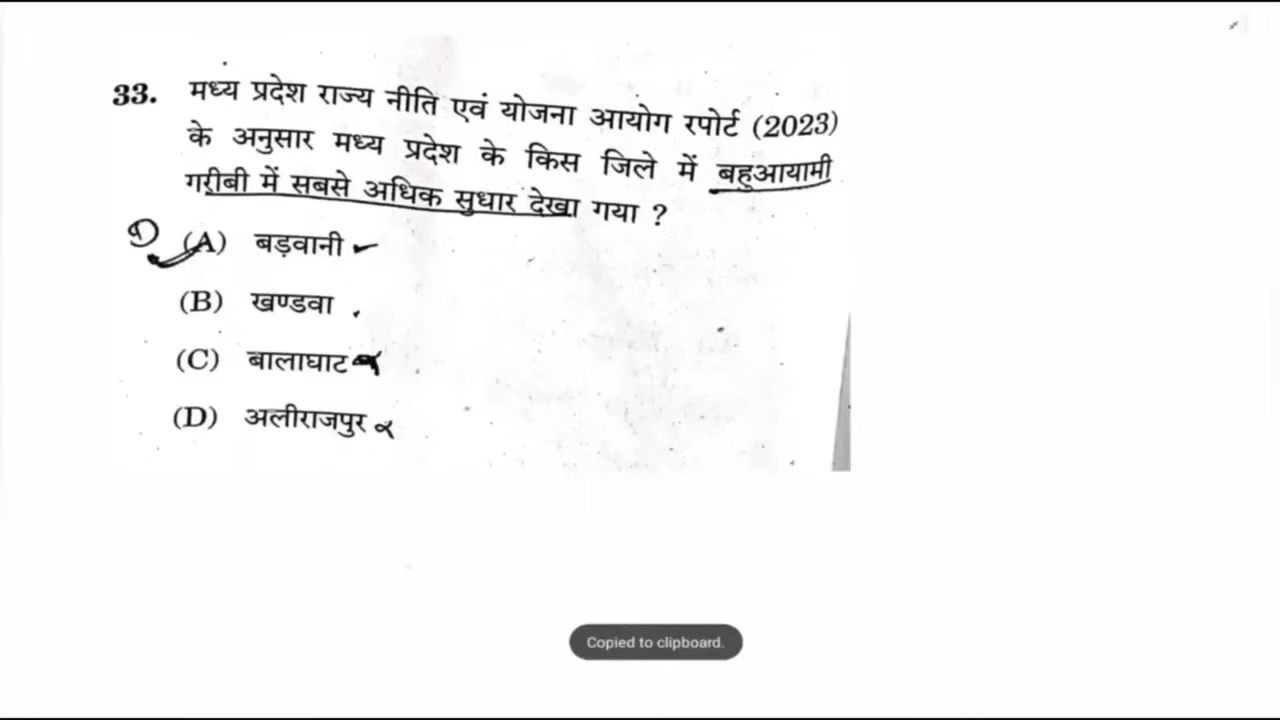 33. मध्य प्रदेश राज्य नीति एवं योजना आयोग रपोर्ट (2023)
के अनुसार मध्य प्रदेश के किस जिले में बहुआयामी
गरीबी में सबसे अधिक सुधार देखा गया ?
D (A) बड़वानी
(B) खण्डवा
(C) बालाघाट
(D) अलीराजपुर
Copied to clipboard.